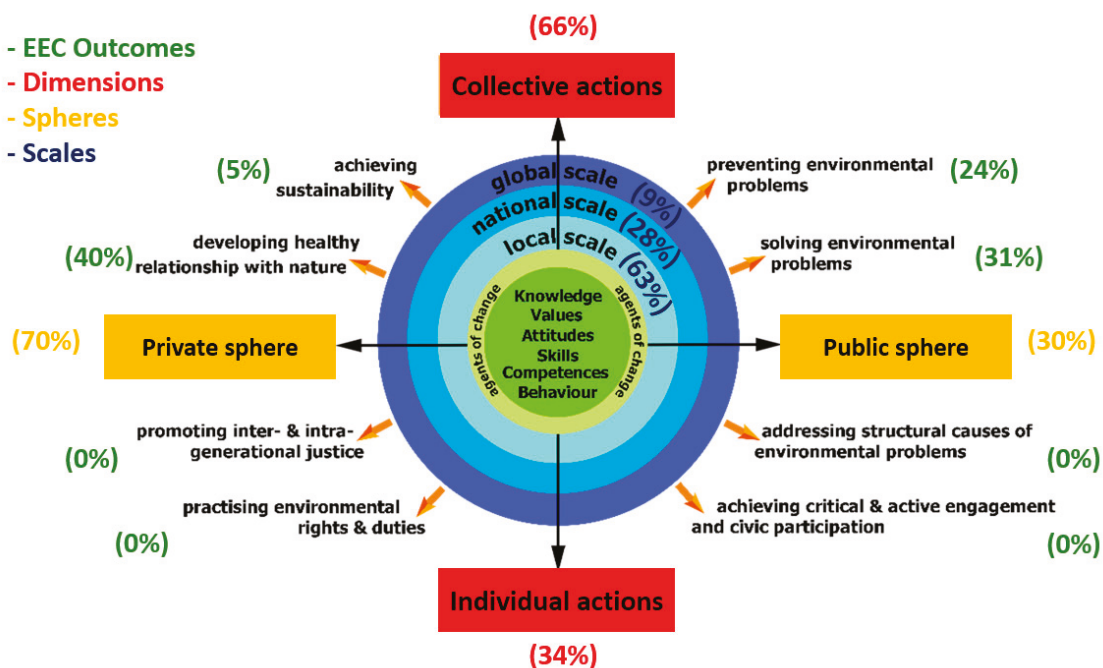 (66%)
- EEC Outcomes
- Dimensions
- Spheres
- Scales
Collective actions
(5%)
achieving
sustainability
global scale (9%)
national scale (28%)
local scale (63%)
preventing environmental
problems
(24%)
(40%)
developing healthy
relationship with nature
solving environmental
problems
(31%)
agents of change
Knowledge
Values
Attitudes
Skills
Competences
Behaviour
agents of change
(70%)
Private sphere
Public sphere
(30%)
promoting inter- & intra-
generational justice
(0%)
addressing structural causes of
environmental problems
(0%)
practising environmental
rights & duties
(0%)
achieving critical & active engagement
and civic participation
(0%)
Individual actions
(34%)